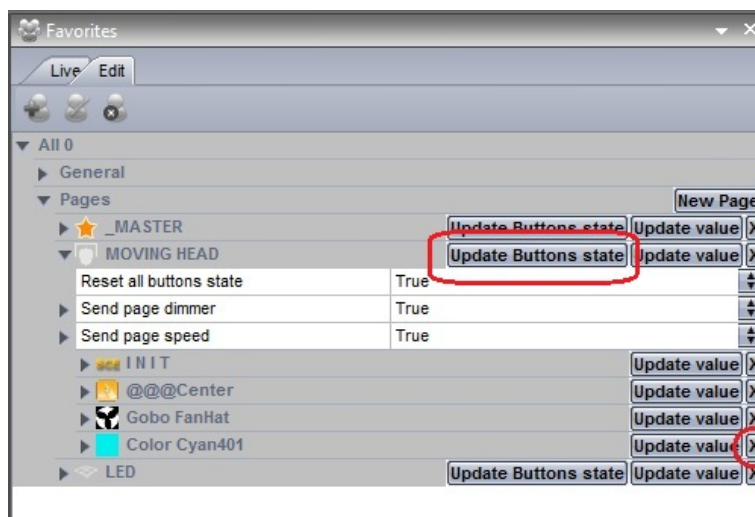 Favorites
Live Edit
All 0
General
Pages New Page
_MASTER Update Buttons state Update value X
MOVING HEAD Update Buttons state Update value X
Reset all buttons state True
Send page dimmer True
Send page speed True
SCE I N I T Update value X
@@@Center Update value X
Gobo FanHat Update value X
Color Cyan401 Update value X
LED Update Buttons state Update value X